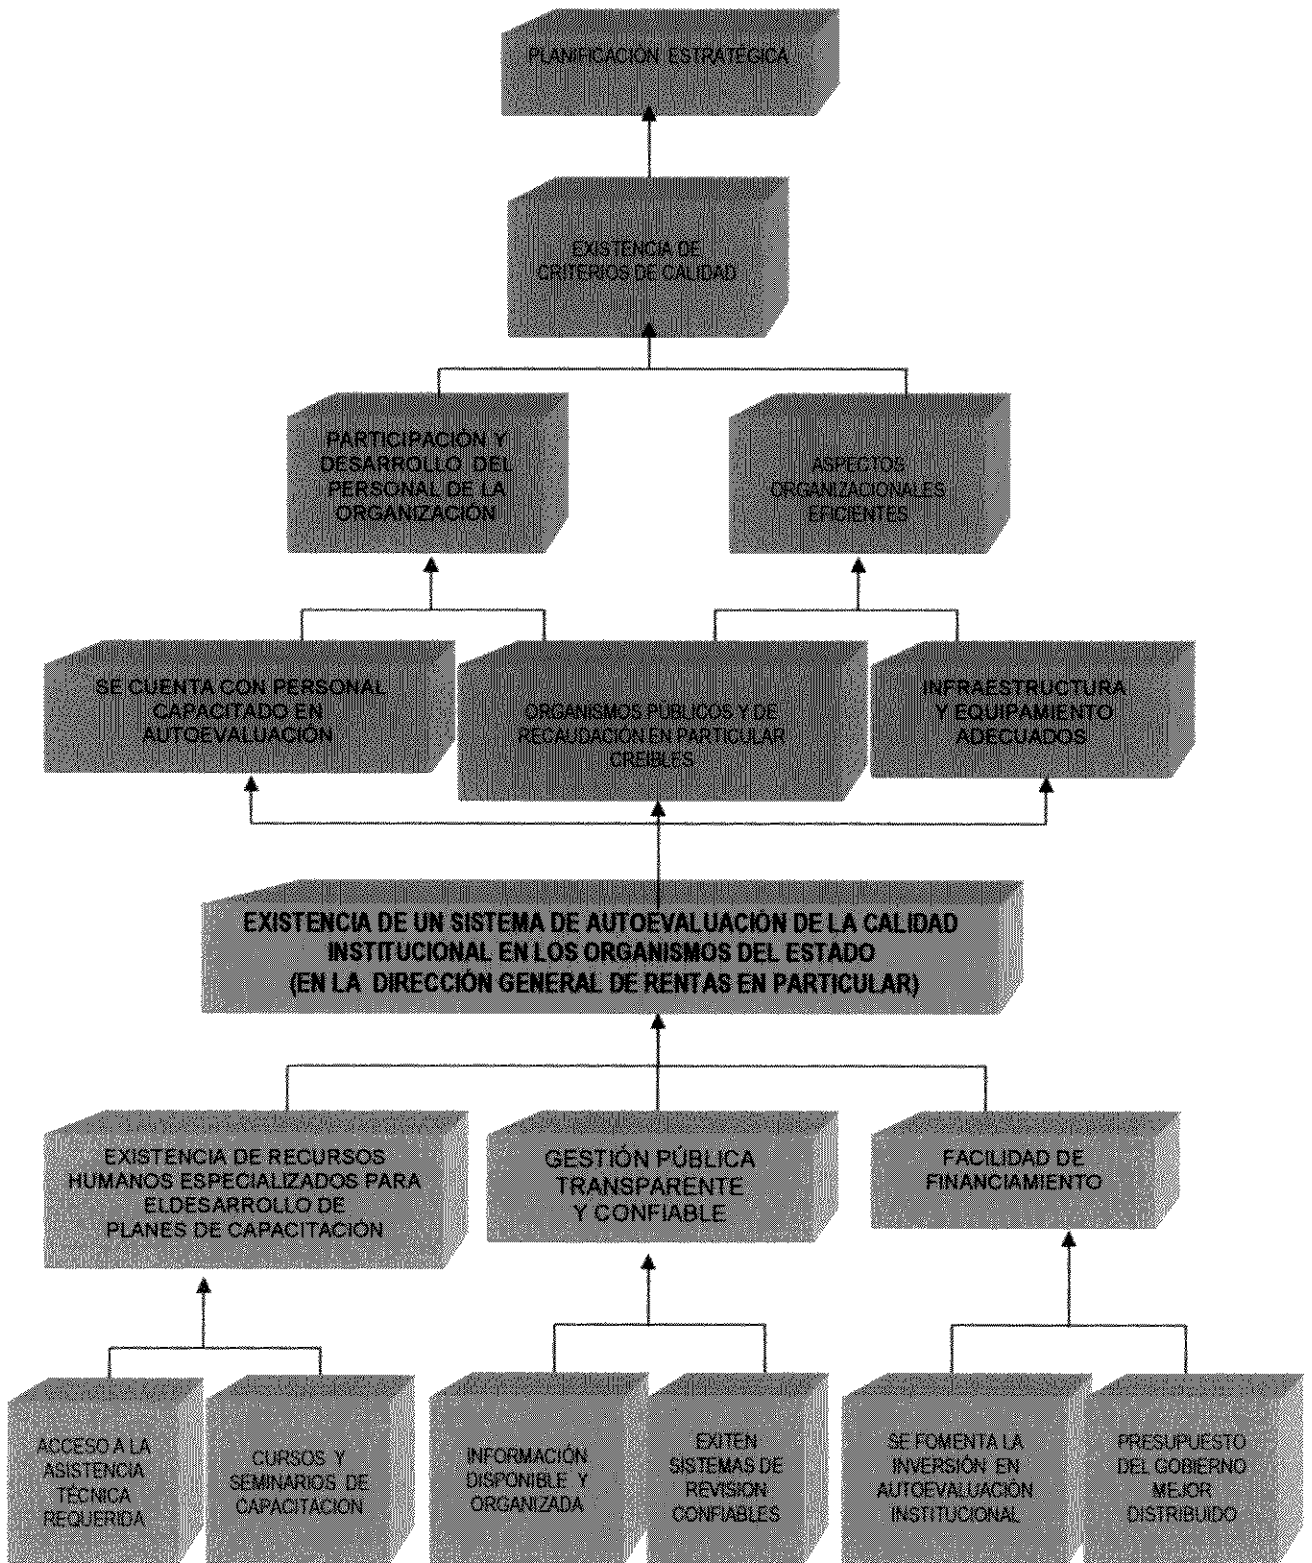 PLANIFICACIÓN ESTRATÉGICA
EXISTENCIA DE
CRITERIOS DE CALIDAD
PARTICIPACIÓN Y
DESARROLLO DEL
PERSONAL DE LA
ORGANIZACIÓN
ASPECTOS
ORGANIZACIONALES
EFICIENTES
SE CUENTA CON PERSONAL
CAPACITADO EN
AUTOEVALUACIÓN
ORGANISMOS PUBLICOS Y DE
RECAUDACIÓN EN PARTICULAR
CREIBLES
INFRAESTRUCTURA
Y EQUIPAMIENTO
ADECUADOS
EXISTENCIA DE UN SISTEMA DE AUTOEVALUACIÓN DE LA CALIDAD
INSTITUCIONAL EN LOS ORGANISMOS DEL ESTADO
(EN LA DIRECCIÓN GENERAL DE RENTAS EN PARTICULAR)
EXISTENCIA DE RECURSOS
HUMANOS ESPECIALIZADOS PARA
ELDESARROLLO DE
PLANES DE CAPACITACIÓN
GESTIÓN PÚBLICA
TRANSPARENTE
Y CONFIABLE
FACILIDAD DE
FINANCIAMIENTO
ACCESO A LA
ASISTENCIA
TÉCNICA
REQUERIDA
CURSOS Y
SEMINARIOS DE
CAPACITACION
INFORMACIÓN
DISPONIBLE Y
ORGANIZADA
EXITEN
SISTEMAS DE
REVISION
CONFIABLES
SE FOMENTA LA
INVERSIÓN EN
AUTOEVALUACIÓN
INSTITUCIONAL
PRESUPUESTO
DEL GOBIERNO
MEJOR
DISTRIBUIDO